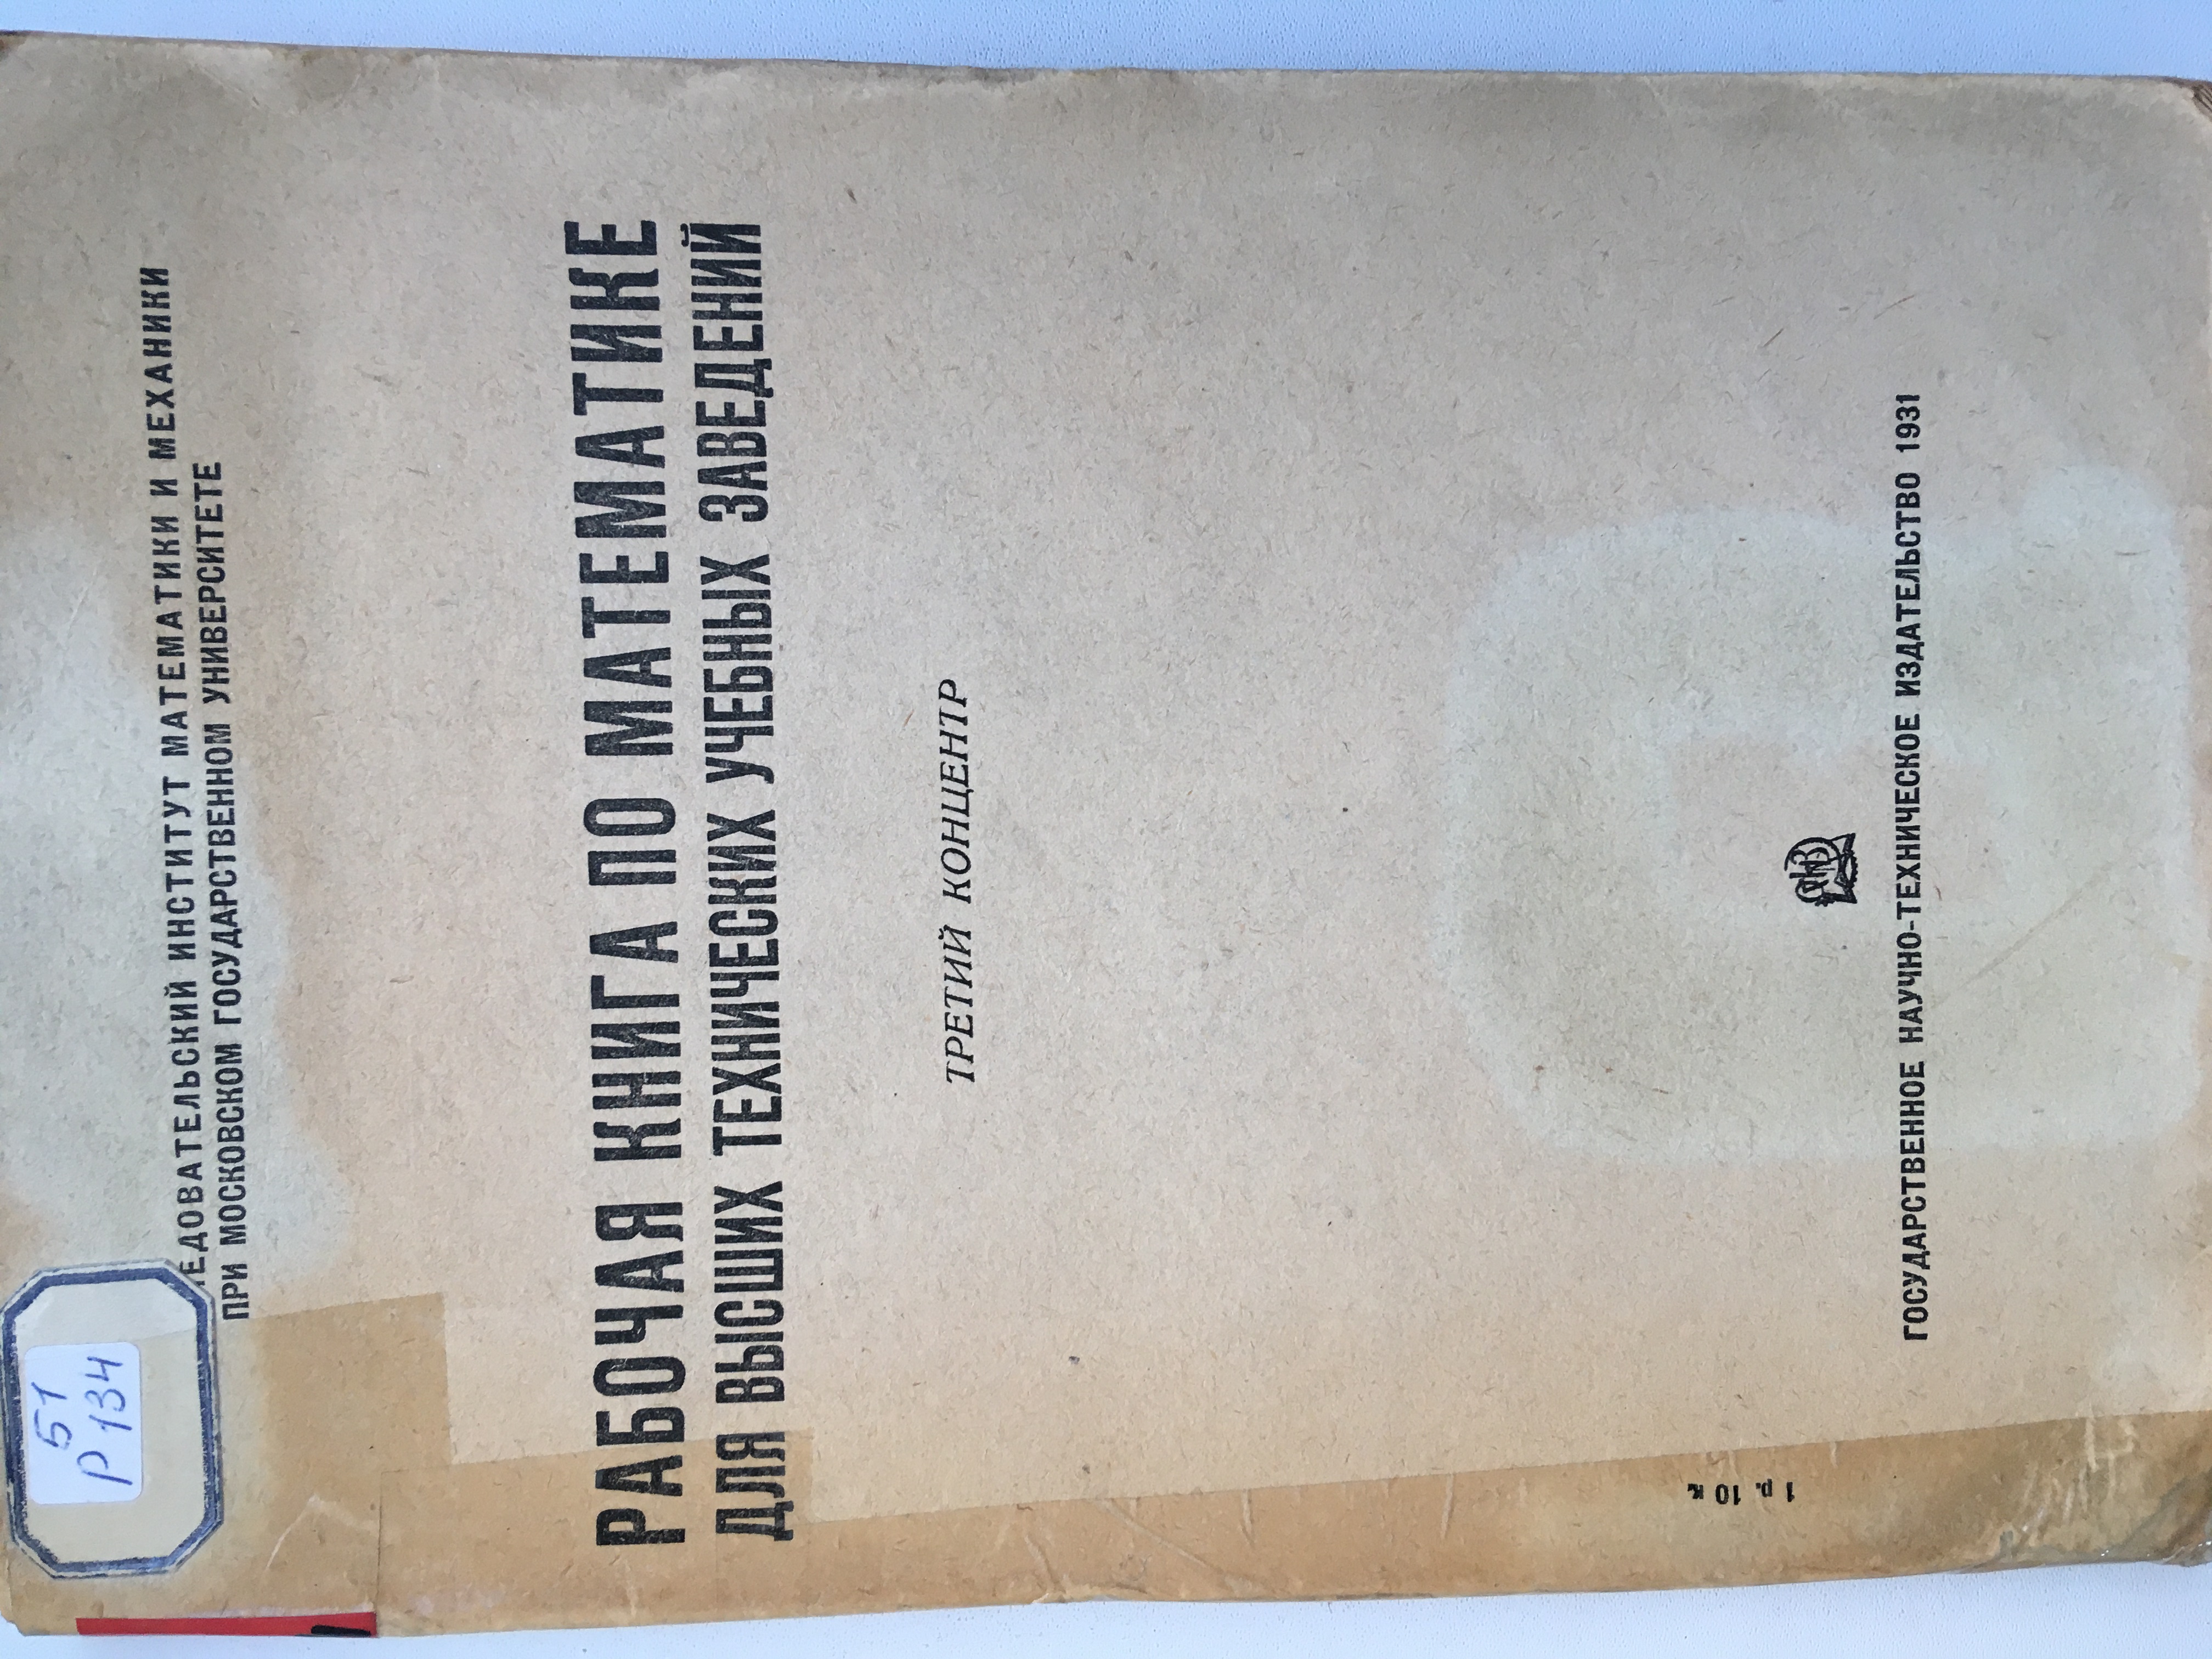 51
Р134
ЕДОВАТЕЛЬСКИЙ ИНСТИТУТ МАТЕМАТИКИ И МЕХАНИКИ
ПРИ МОСКОВСКОМ ГОСУДАРСТВЕННОМ УНИВЕРСИТЕТЕ
РАБОЧАЯ КНИГА ПО МАТЕМАТИКЕ
ДЛЯ ВЫСШИХ ТЕХНИЧЕСКИХ УЧЕБНЫХ ЗАВЕДЕНИЙ
ТРЕТИЙ КОНЦЕНТР
ГОСУДАРСТВЕННОЕ НАУЧНО-ТЕХНИЧЕСКОЕ ИЗДАТЕЛЬСТВО 1931
1 р. 10 к.